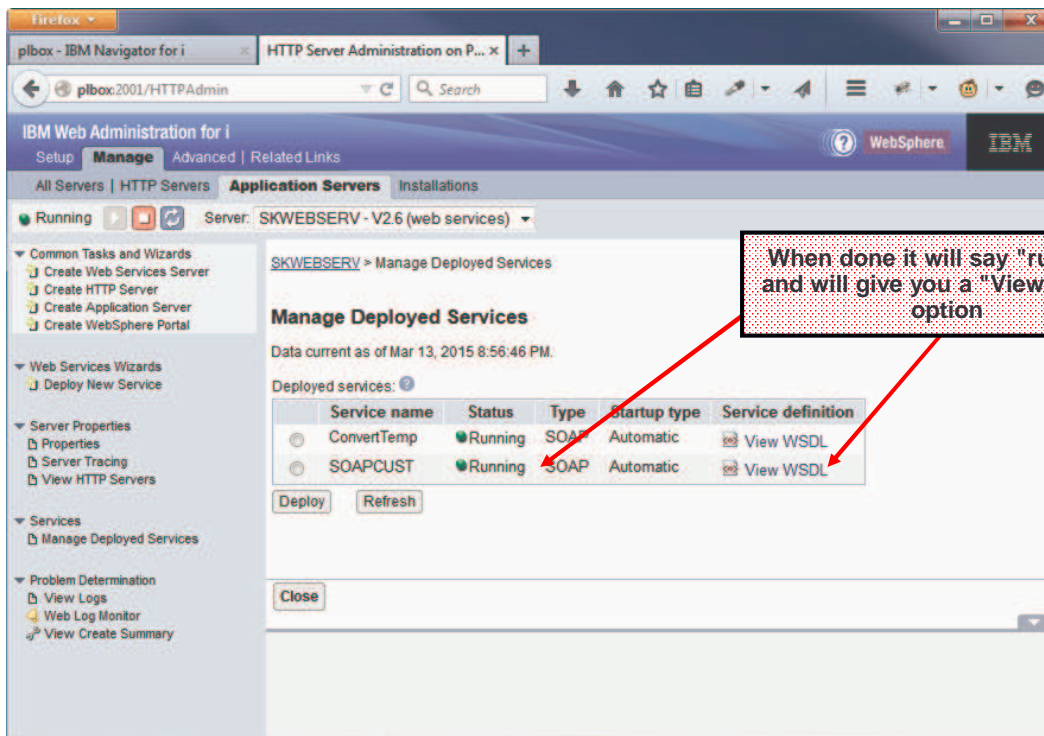 Firefox
plbox - IBM Navigator for i
HTTP Server Administration on P...
plbox:2001/HTTPAdmin
Search
IBM Web Administration for i
WebSphere.
IBM
Setup Manage Advanced | Related Links
All Servers | HTTP Servers Application Servers Installations
Running Server: SKWEBSERV - V2.6 (web services)
Common Tasks and Wizards
Create Web Services Server
Create HTTP Server
Create Application Server
Create WebSphere Portal
Web Services Wizards
Deploy New Service
Server Properties
Properties
Server Tracing
View HTTP Servers
Services
Manage Deployed Services
Problem Determination
View Logs
Web Log Monitor
View Create Summary
SKWEBSERV > Manage Deployed Services
When done it will say "ru
and will give you a "View
option
Manage Deployed Services
Data current as of Mar 13, 2015 8:56:46 PM.
Deployed services:
Service name Status Type Startup type Service definition
ConvertTemp Running SOAP Automatic View WSDL
SOAPCUST Running SOAP Automatic View WSDL
Deploy Refresh
Close